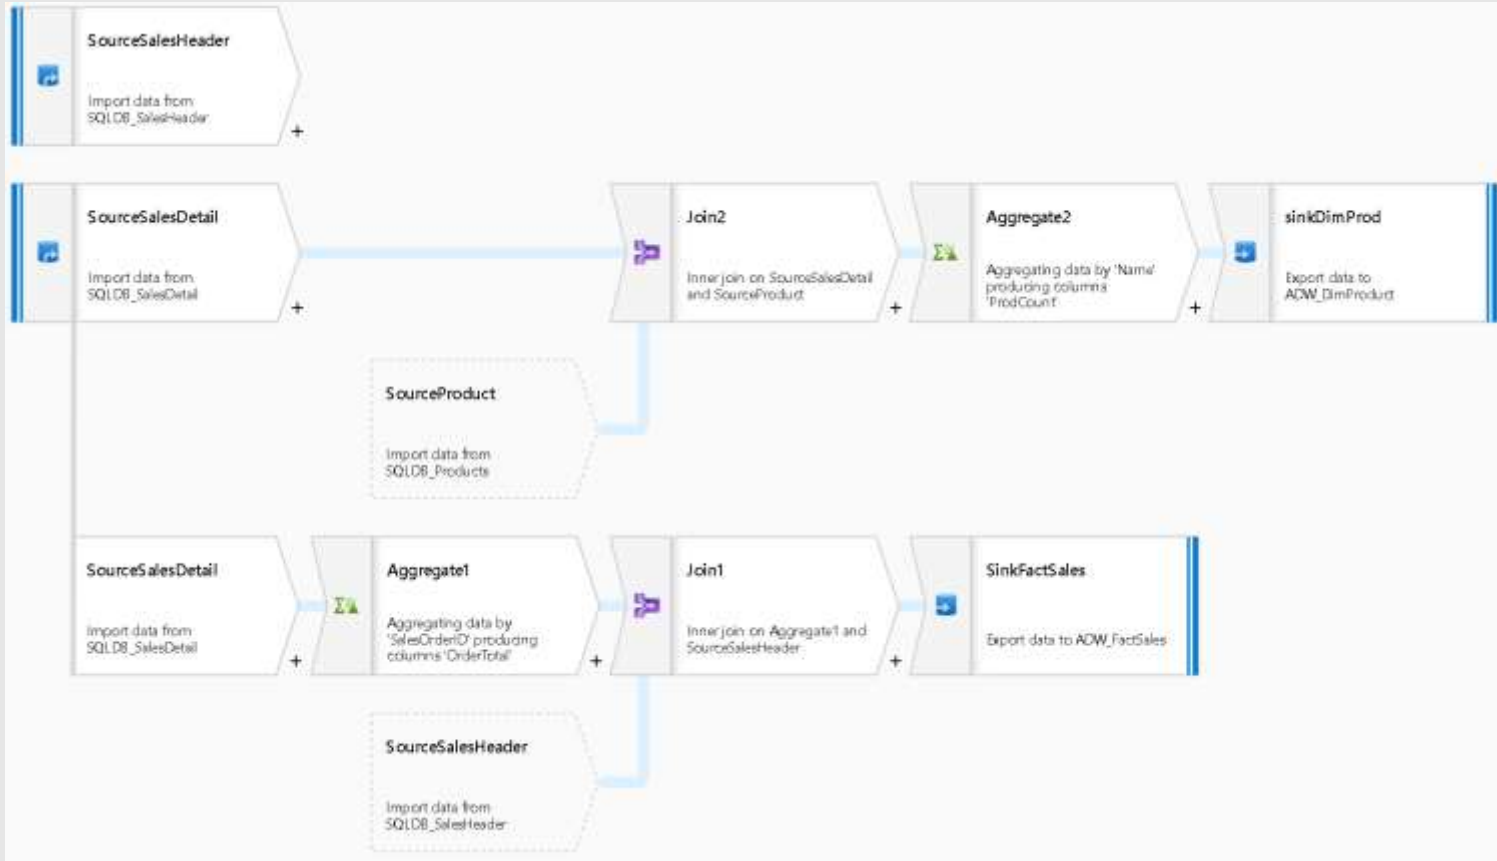 SourceSalesHeader
Import data from
SQLDB_SalesHeader
+
SourceSalesDetail
Import data from
SQLDB_SalesDetail
+
Join2
Inner join on SourceSalesDetail
and SourceProduct
+
Aggregate2
Aggregating data by 'Name'
producing columns
'ProdCount'
+
sinkDimProd
Export data to
ADW_DimProduct
SourceProduct
Import data from
SQLDB_Products
SourceSalesDetail
Import data from
SQLDB_SalesDetail
+
Aggregate1
Aggregating data by
'SalesOrderID' producing
columns 'OrderTotal'
+
Join1
Inner join on Aggregate1 and
SourceSalesHeader
+
SinkFactSales
Export data to ADW_FactSales
SourceSalesHeader
Import data from
SQLDB_SalesHeader